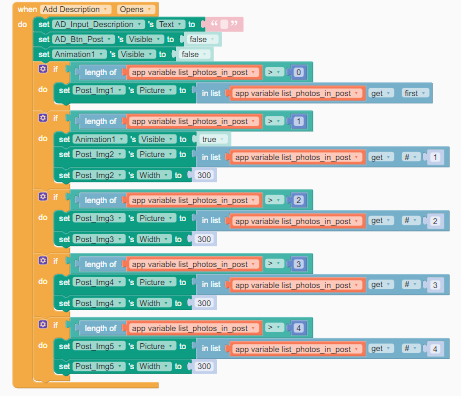 when Add Description Opens
do set AD_Input_Description 's Text to “ ”
set AD_Btn_Post 's Visible to false
set Animation1 's Visible to false
if length of app variable list_photos_in_post > 0
do set Post_Img1 's Picture to in list app variable list_photos_in_post get first
if length of app variable list_photos_in_post > 1
do set Animation1 's Visible to true
set Post_Img2 's Picture to in list app variable list_photos_in_post get # 1
set Post_Img2 's Width to 300
if length of app variable list_photos_in_post > 2
do set Post_Img3 's Picture to in list app variable list_photos_in_post get # 2
set Post_Img3 's Width to 300
if length of app variable list_photos_in_post > 3
do set Post_Img4 's Picture to in list app variable list_photos_in_post get # 3
set Post_Img4 's Width to 300
if length of app variable list_photos_in_post > 4
do set Post_Img5 's Picture to in list app variable list_photos_in_post get # 4
set Post_Img5 's Width to 300